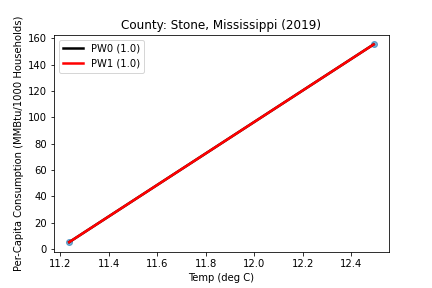 County: Stone, Mississippi (2019)
Per-Capita Consumption (MMBtu/1000 Households)
160
140
120
100
80
60
40
20
0
PW0 (1.0)
PW1 (1.0)
11.2 11.4 11.6 11.8 12.0 12.2 12.4
Temp (deg C)